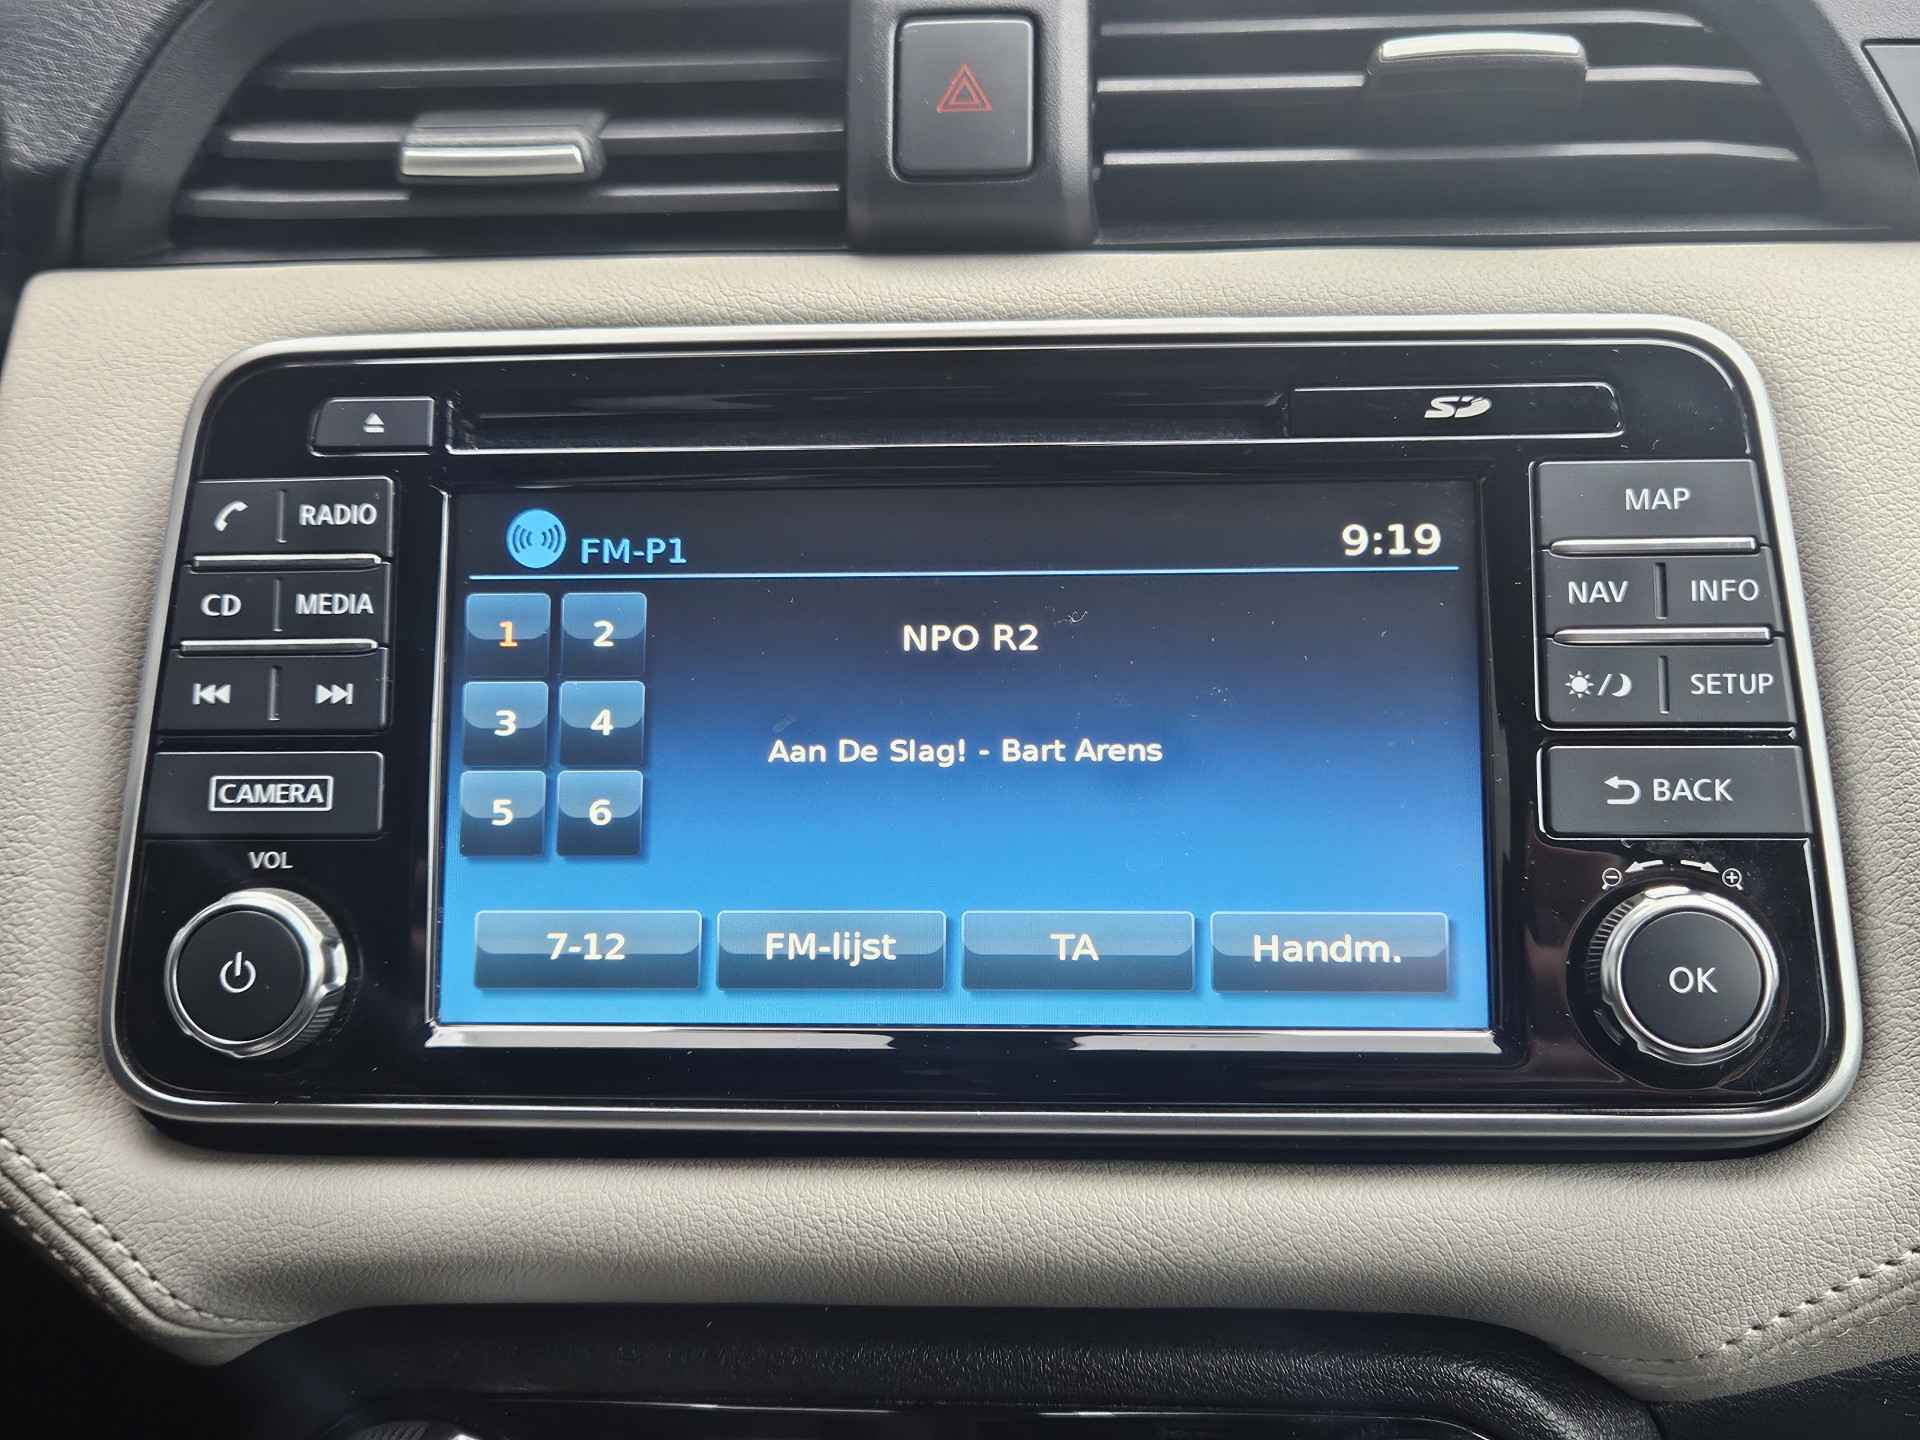 SD
RADIO
CD MEDIA
CAMERA
VOL
FM-P1 9:19
1 2
3 4
5 6
NPO R2
Aan De Slag! - Bart Arens
7-12 FM-lijst TA Handm.
MAP
NAV INFO
SETUP
BACK
OK